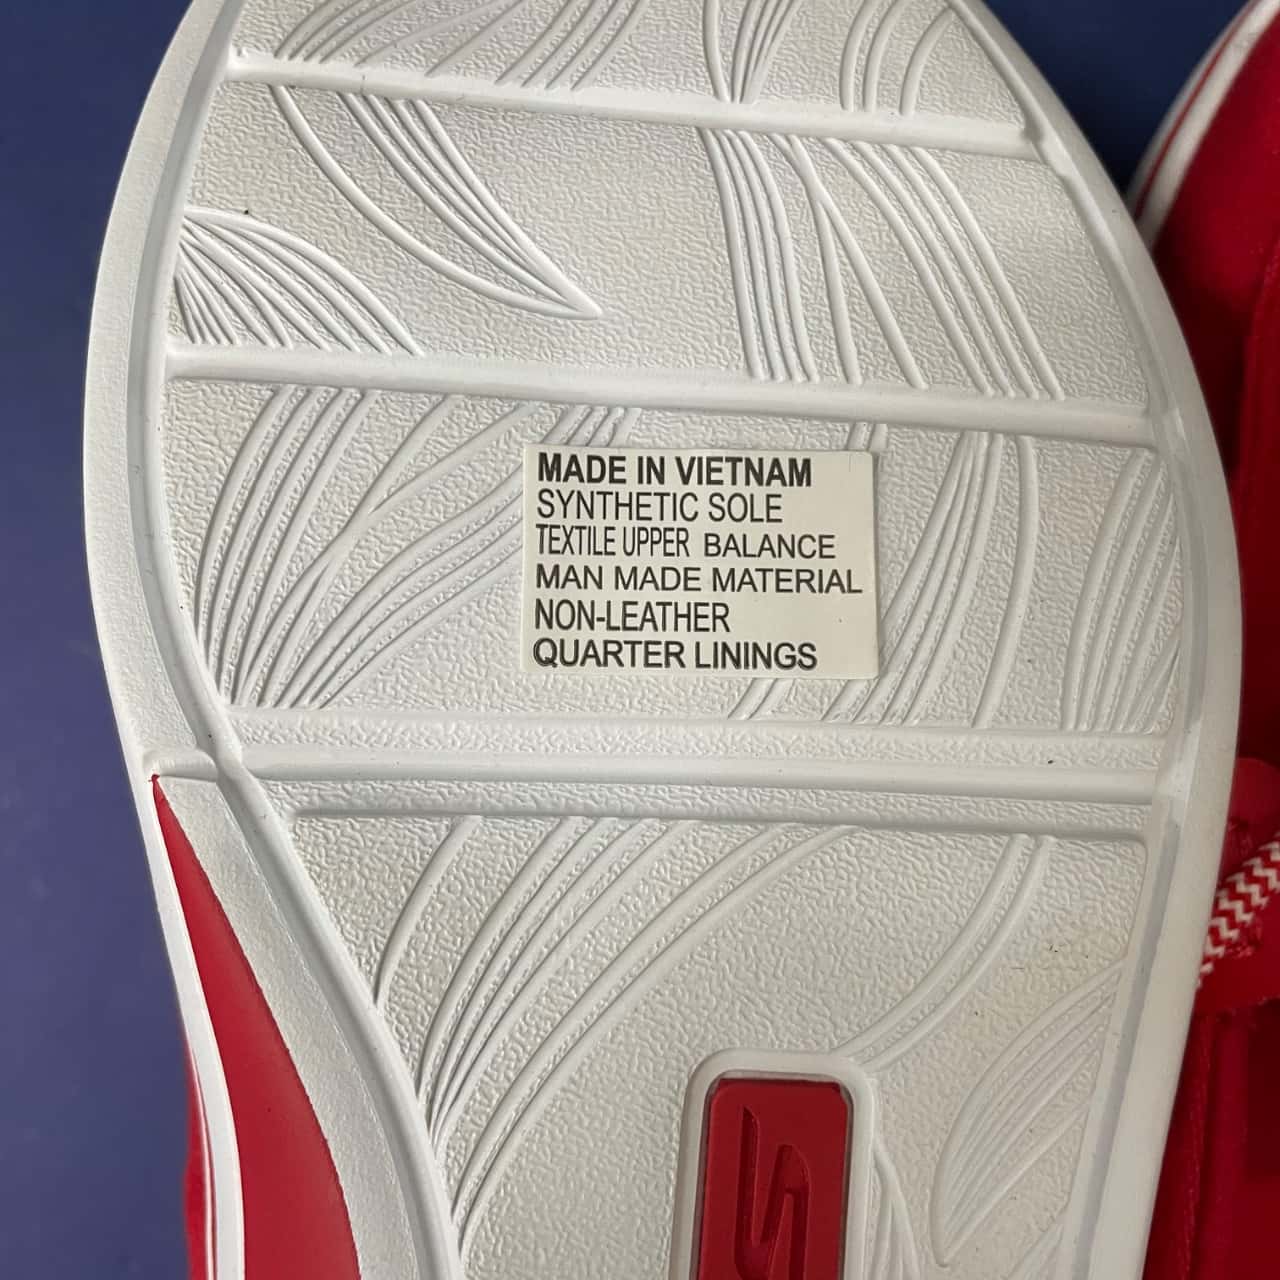 MADE IN VIETNAM
SYNTHETIC SOLE
TEXTILE UPPER BALANCE
MAN MADE MATERIAL
NON-LEATHER
QUARTER LININGS